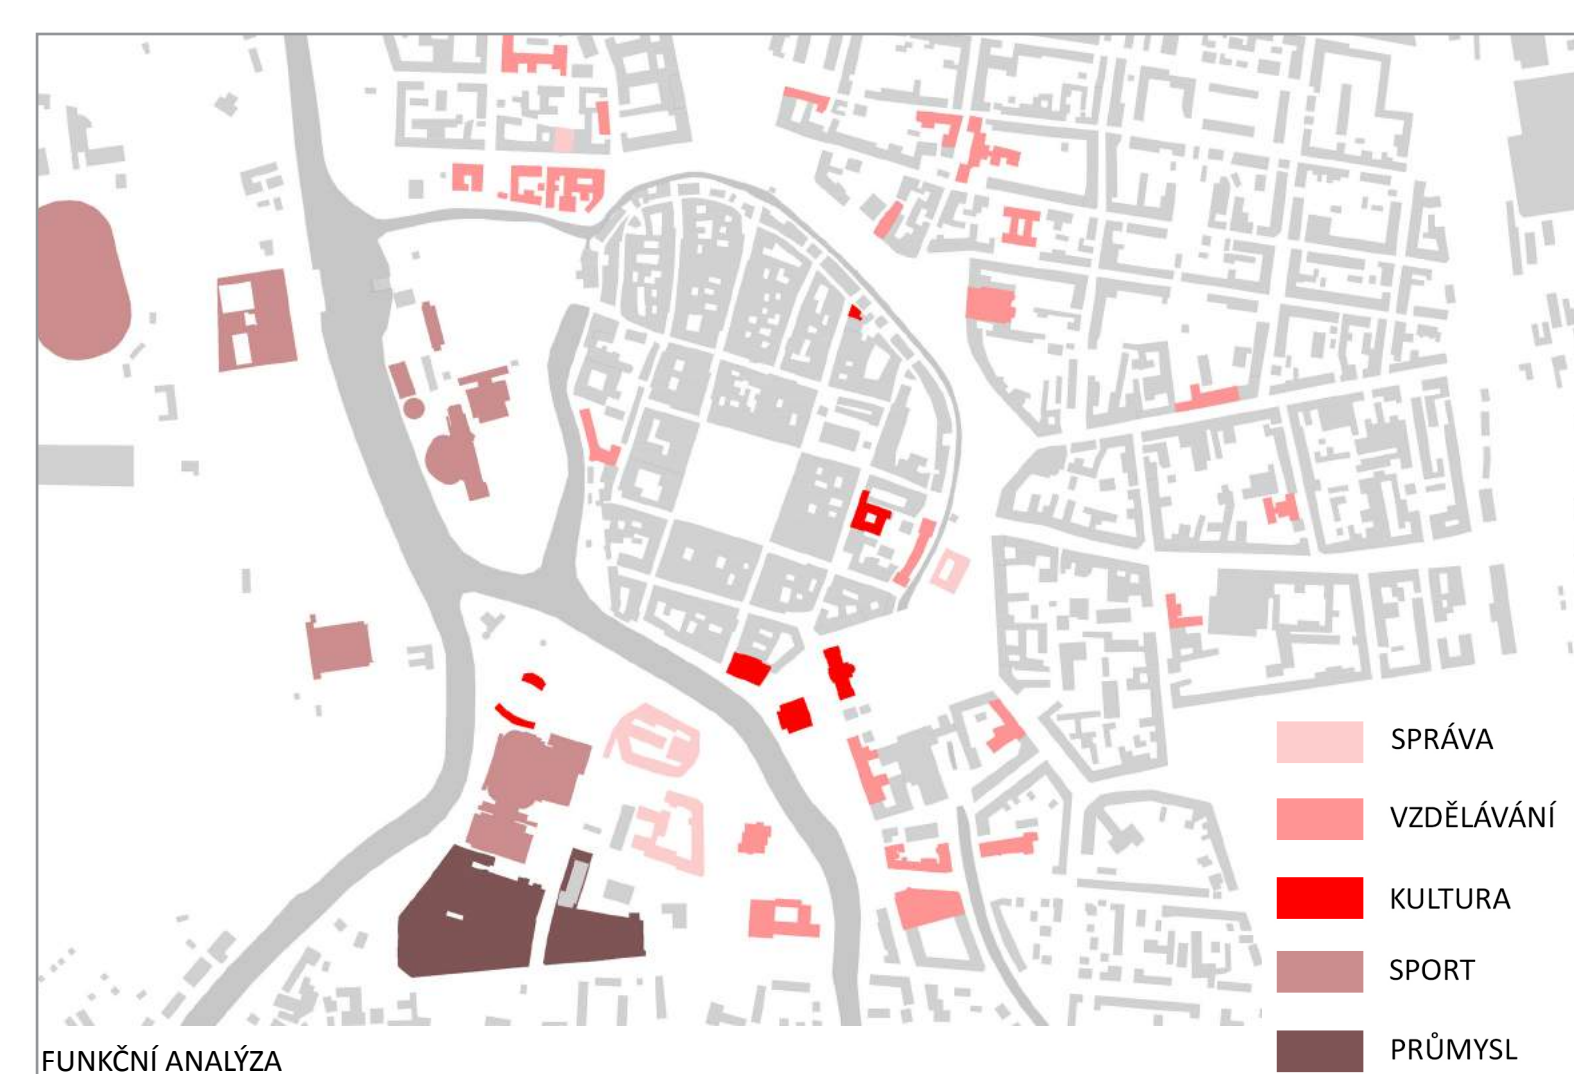 SPRÁVA
VZDĚLÁVÁNÍ
KULTURA
SPORT
PRŮMYSL
FUNKČNÍ ANALÝZA